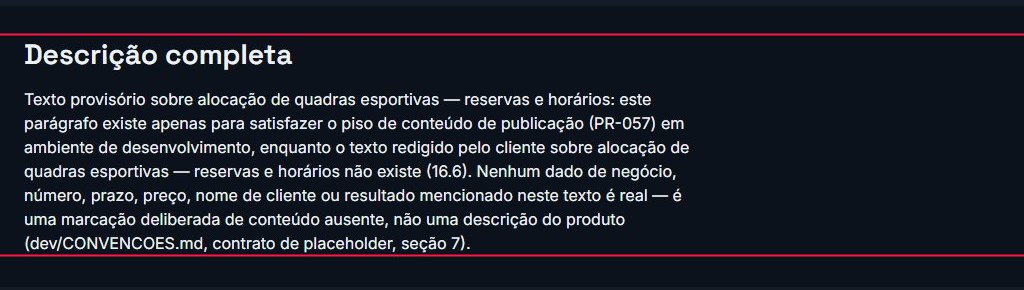 Descrição completa
Texto provisório sobre alocação de quadras esportivas — reservas e horários: este
parágrafo existe apenas para satisfazer o piso de conteúdo de publicação (PR-057) em
ambiente de desenvolvimento, enquanto o texto redigido pelo cliente sobre alocação de
quadras esportivas — reservas e horários não existe (16.6). Nenhum dado de negócio,
número, prazo, preço, nome de cliente ou resultado mencionado neste texto é real — é
uma marcação deliberada de conteúdo ausente, não uma descrição do produto
(dev/CONVENCOES.md, contrato de placeholder, seção 7).